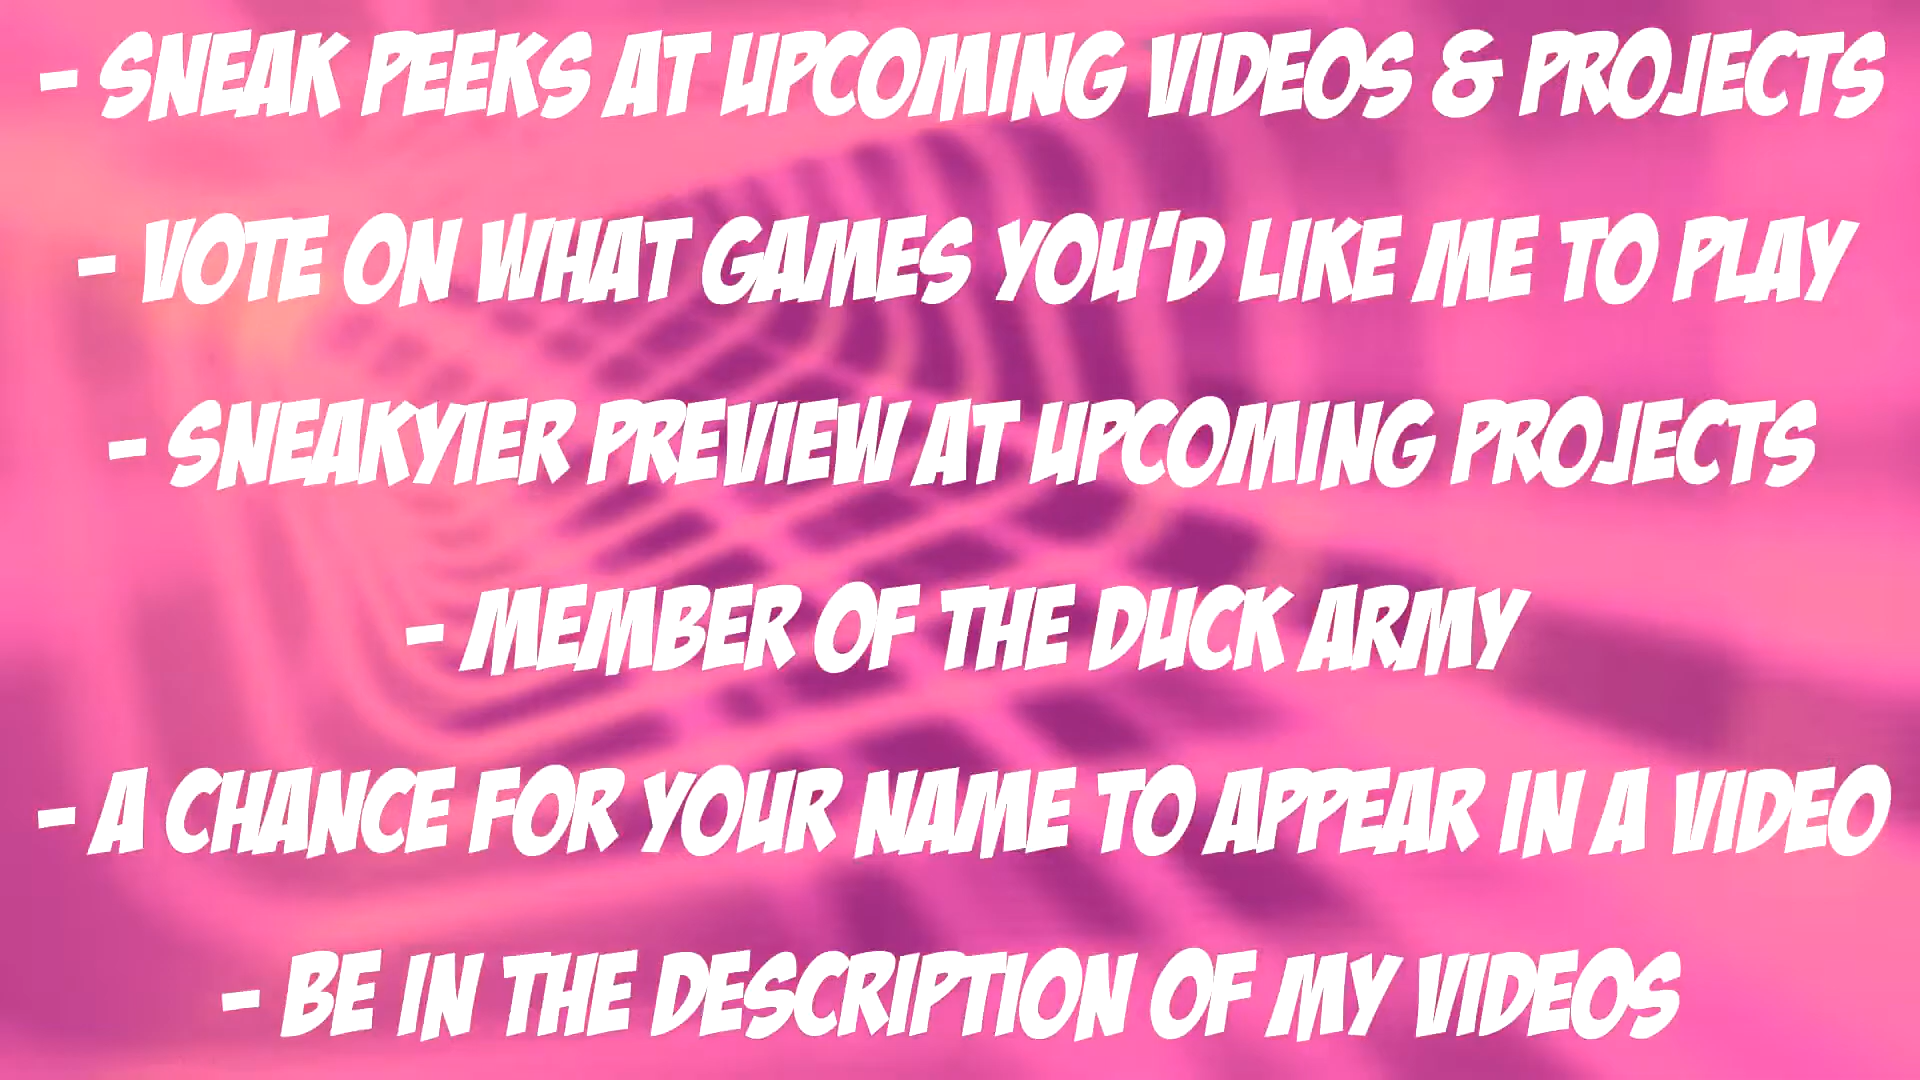 - SNEAK PEEKS AT UPCOMING VIDEOS & PROJECTS
- VOTE ON WHAT GAMES YOU'D LIKE ME TO PLAY
- SNEAKYIER PREVIEW AT UPCOMING PROJECTS
- MEMBER OF THE DUCK ARMY
- A CHANCE FOR YOUR NAME TO APPEAR IN A VIDEO
- BE IN THE DESCRIPTION OF MY VIDEOS